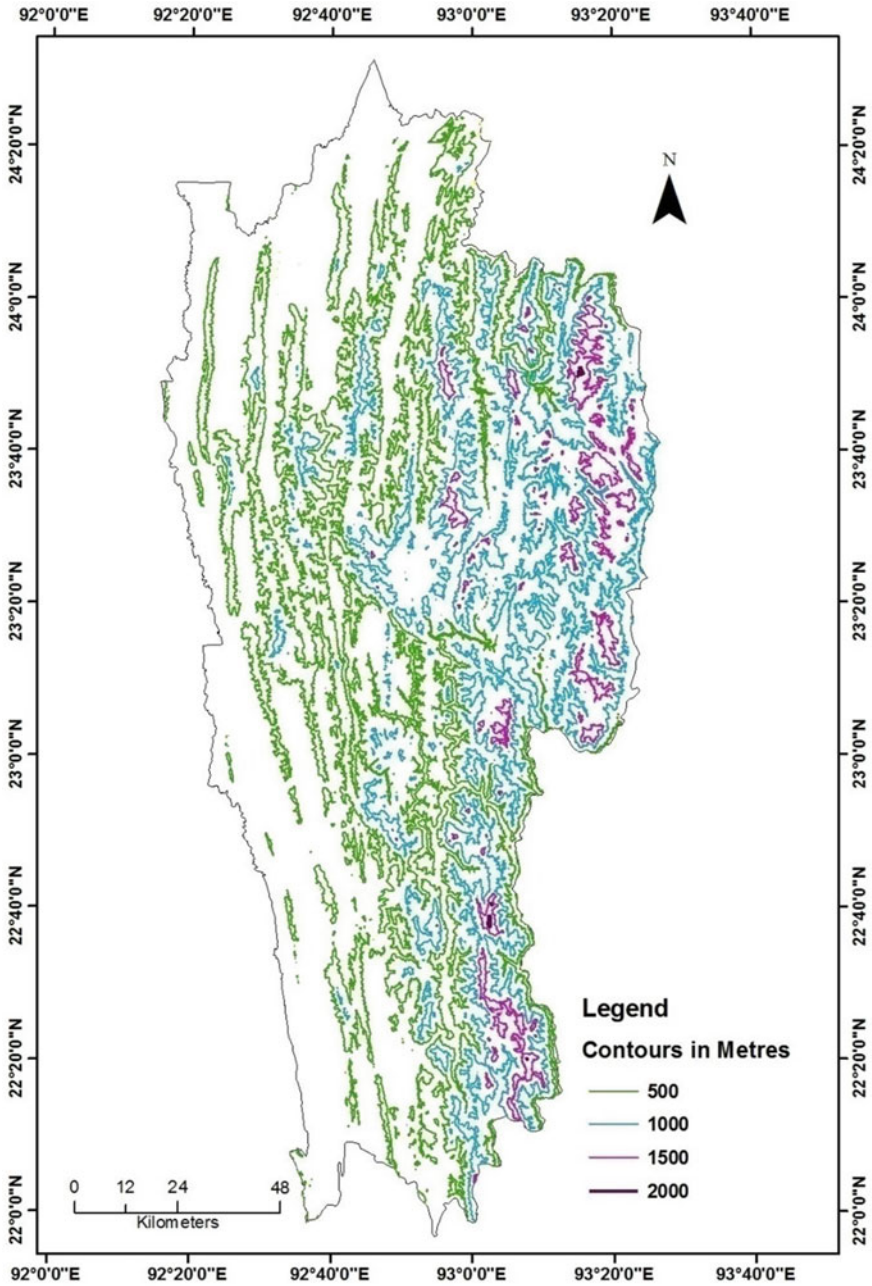 92°0'0"E 92°20'0"E 92°40'0"E 93°0'0"E 93°20'0"E 93°40'0"E
24°20'0"N 24°20'0"N
N
24°0'0"N 24°0'0"N
23°40'0"N 23°40'0"N
23°20'0"N 23°20'0"N
23°0'0"N 23°0'0"N
22°40'0"N 22°40'0"N
Legend
Contours in Metres
22°20'0"N 22°20'0"N
500
1000
1500
2000
0 12 24 48
Kilometers
22°0'0"N 22°0'0"N
92°0'0"E 92°20'0"E 92°40'0"E 93°0'0"E 93°20'0"E 93°40'0"E